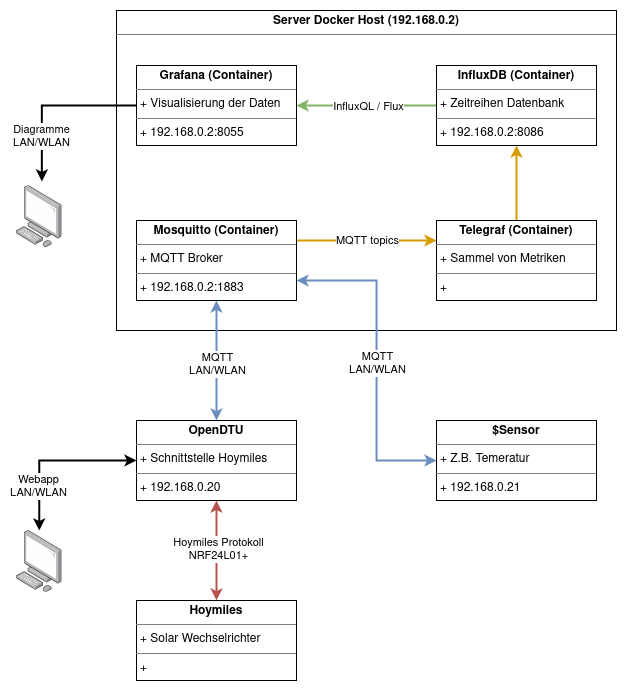 Server Docker Host (192.168.0.2)
Grafana (Container)
+ Visualisierung der Daten
+ 192.168.0.2:8055
InfluxQL / Flux
InfluxDB (Container)
+ Zeitreihen Datenbank
+ 192.168.0.2:8086
Diagramme
LAN/WLAN
Mosquitto (Container)
+ MQTT Broker
+ 192.168.0.2:1883
MQTT topics
Telegraf (Container)
+ Sammel von Metriken
+
MQTT
LAN/WLAN
MQTT
LAN/WLAN
OpenDTU
+ Schnittstelle Hoymiles
+ 192.168.0.20
$Sensor
+ Z.B. Temeratur
+ 192.168.0.21
Webapp
LAN/WLAN
Hoymiles Protokoll
NRF24L01+
Hoymiles
+ Solar Wechselrichter
+